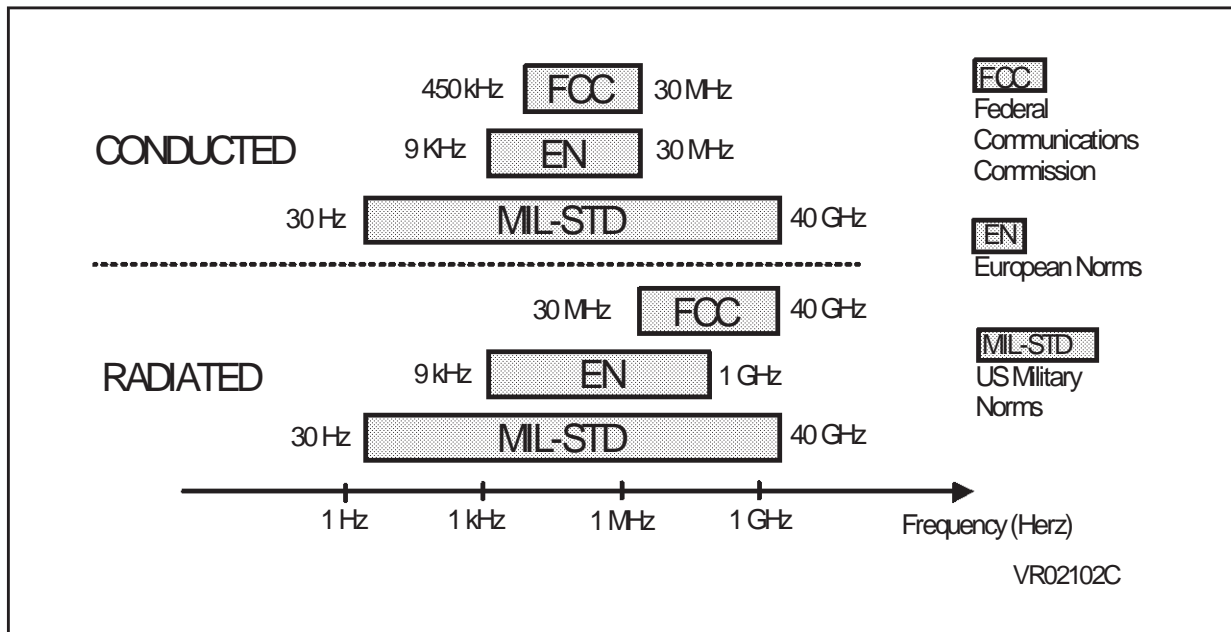 450 kHz FCC 30 MHz
CONDUCTED
9 KHz EN 30 MHz
30 Hz MIL-STD 40 GHz
30 MHz FCC 40 GHz
RADIATED
9 kHz EN 1 GHz
30 Hz MIL-STD 40 GHz
1 Hz 1 kHz 1 MHz 1 GHz
Frequency (Herz)
FCC
Federal
Communications
Commission
EN
European Norms
MIL-STD
US Military
Norms
VR02102C